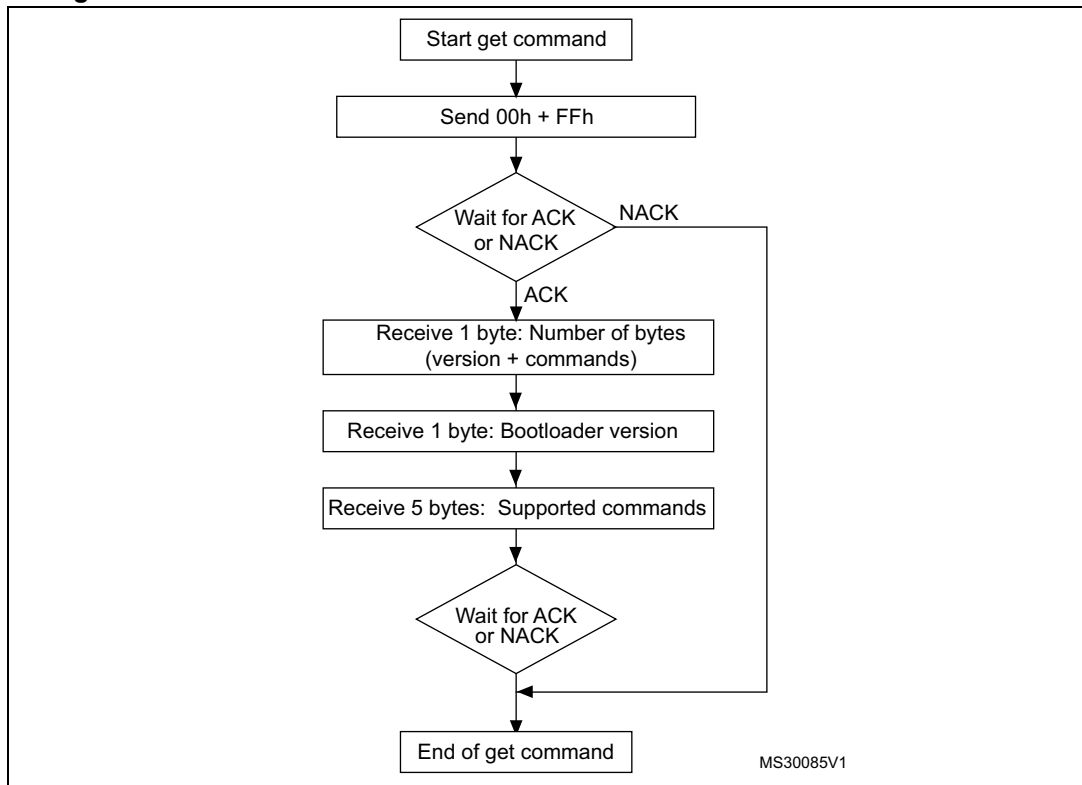 Start get command
Send 00h + FFh
Wait for ACK
or NACK
NACK
ACK
Receive 1 byte: Number of bytes
(version + commands)
Receive 1 byte: Bootloader version
Receive 5 bytes: Supported commands
Wait for ACK
or NACK
End of get command
MS30085V1